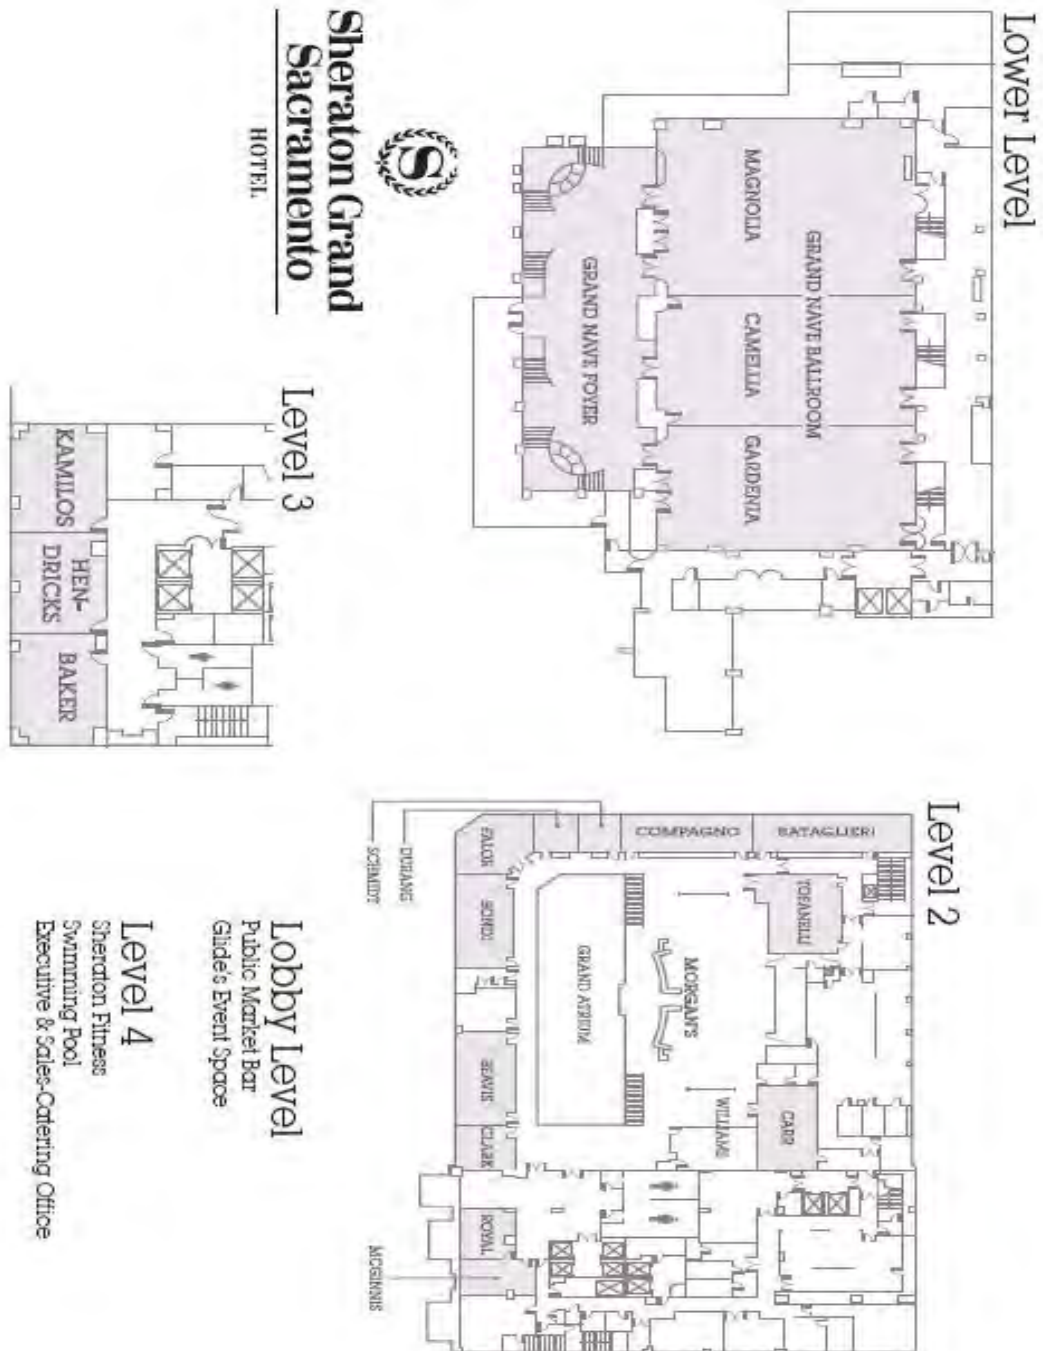 Lower Level
MAGNOLIA
GRAND NAVE BALLROOM
CAMELLIA
GARDENIA
GRAND NAVE FOYER
S
Sheraton Grand
Sacramento
HOTEL
Level 3
KAMILOS
HEN-
DRICKS
BAKER
Level 2
BATAGLIERI
COMPAGNO
TOFANELLI
FALOR
DURANG
SCHMIDT
BONDI
GRAND ATRIUM
MORGAN'S
BEAVIS
WILLIAMS
CARR
CLARK
ROYAL
MCGINNIS
Lobby Level
Public Market Bar
Glide's Event Space
Level 4
Sheraton Fitness
Swimming Pool
Executive & Sales-Catering Office